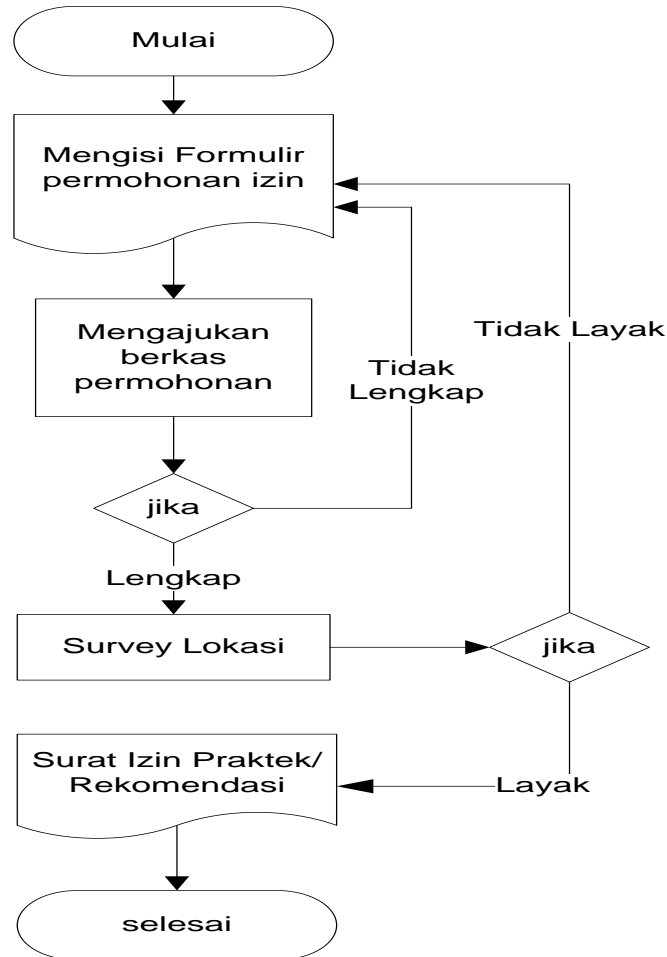 Mulai
Mengisi Formulir
permohonan izin
Mengajukan
berkas
permohonan
Tidak
Lengkap
Tidak Layak
jika
Lengkap
Survey Lokasi
jika
Surat Izin Praktek/
Rekomendasi
Layak
selesai